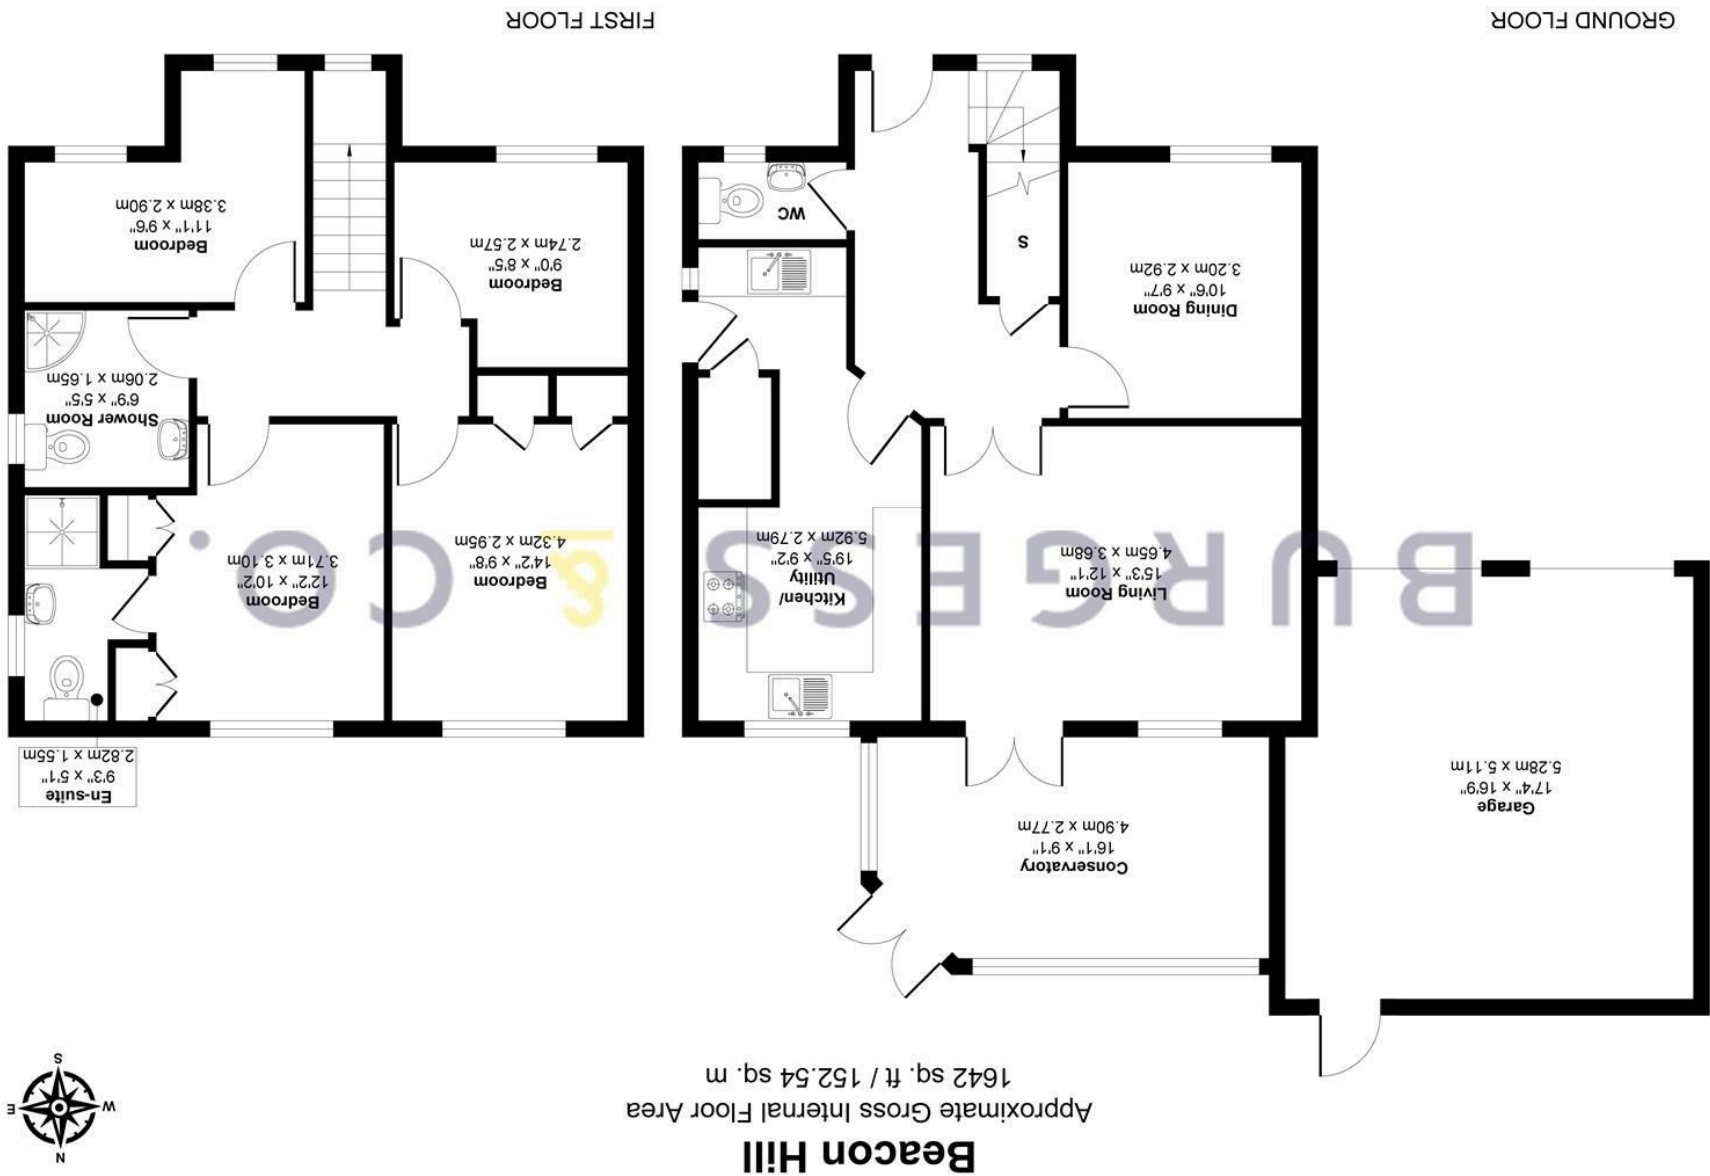 Beacon Hill
Approximate Gross Internal Floor Area
1642 sq. ft / 152.54 sq. m
N
W
E
S
Garage
17'4" x 16'9"
5.28m x 5.11m
Conservatory
16'1" x 9'1"
4.90m x 2.77m
Living Room
15'3" x 12'1"
4.65m x 3.68m
Kitchen/
Utility
19'5" x 9'2"
5.92m x 2.79m
Dining Room
10'6" x 9'7"
3.20m x 2.92m
S
WC
En-suite
9'3" x 5'1"
2.82m x 1.55m
Bedroom
14'2" x 9'8"
4.32m x 2.95m
Bedroom
12'2" x 10'2"
3.71m x 3.10m
Shower Room
6'9" x 5'5"
2.06m x 1.65m
Bedroom
9'0" x 8'5"
2.74m x 2.57m
Bedroom
11'1" x 9'6"
3.38m x 2.90m
BURGESS & CO.
GROUND FLOOR
FIRST FLOOR